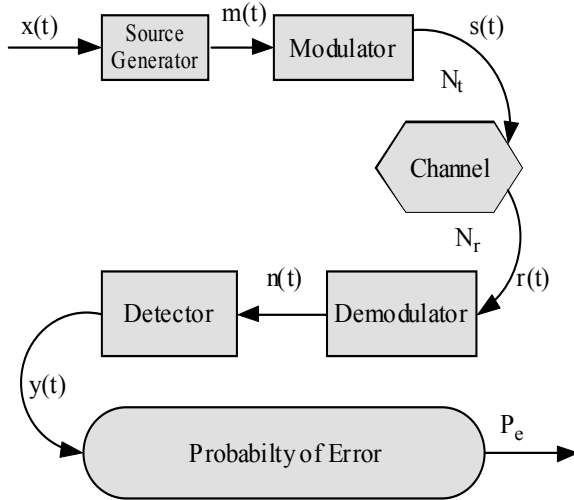 x(t)
Source
Generator
m(t)
Modulator
s(t)
N_t
Channel
N_r
r(t)
Demodulator
n(t)
Detector
y(t)
Probabilty of Error
P_e